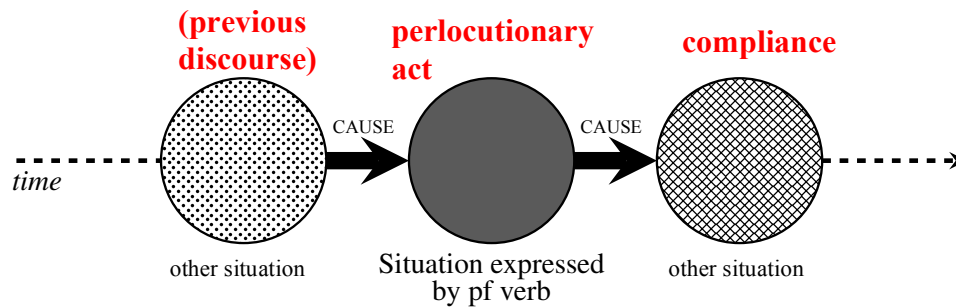 (previous
discourse)
perlocutionary
act
compliance
CAUSE
CAUSE
time
other situation
Situation expressed
by pf verb
other situation